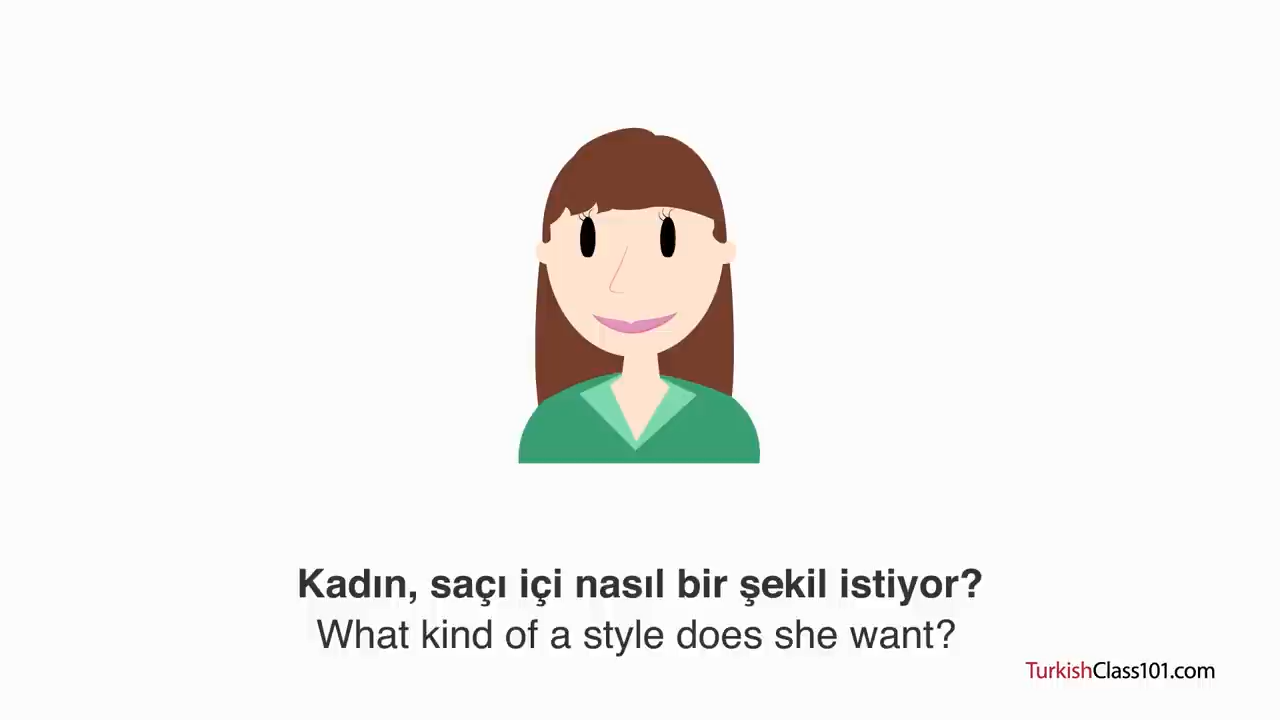 Kadın, saçı içi nasıl bir şekil istiyor?
What kind of a style does she want?
TurkishClass101.com